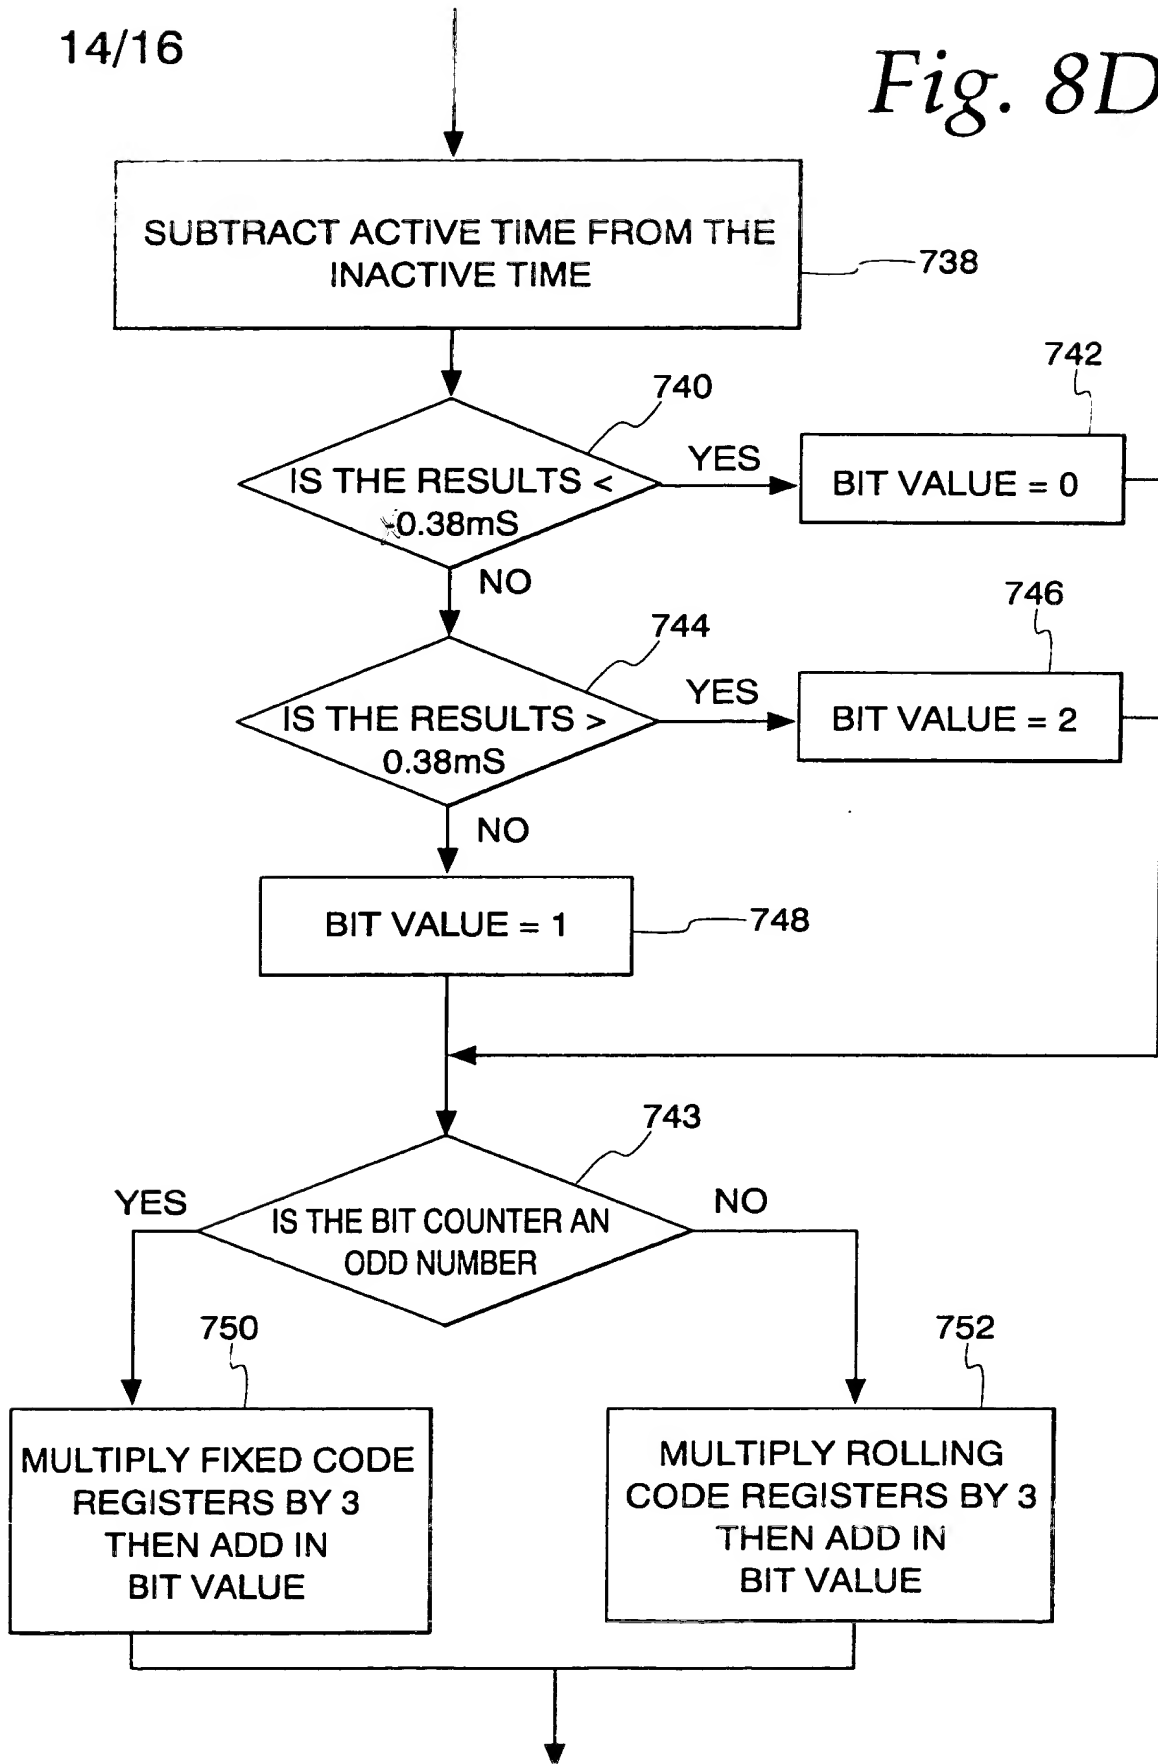 14/16
Fig. 8D
SUBTRACT ACTIVE TIME FROM THE
INACTIVE TIME
738
740
742
IS THE RESULTS <
0.38mS
YES
BIT VALUE = 0
NO
744
746
IS THE RESULTS >
0.38mS
YES
BIT VALUE = 2
NO
BIT VALUE = 1
748
743
YES
IS THE BIT COUNTER AN
ODD NUMBER
NO
750
752
MULTIPLY FIXED CODE
REGISTERS BY 3
THEN ADD IN
BIT VALUE
MULTIPLY ROLLING
CODE REGISTERS BY 3
THEN ADD IN
BIT VALUE